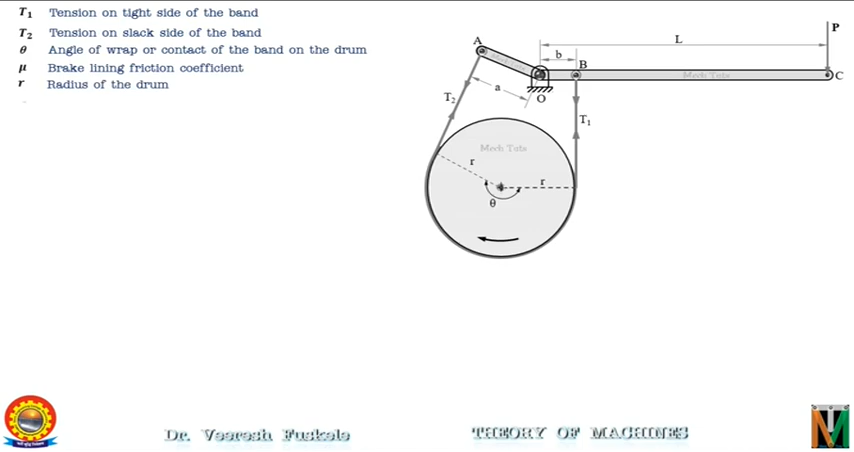 T1 Tension on tight side of the band
T2 Tension on slack side of the band
θ Angle of wrap or contact of the band on the drum
μ Brake lining friction coefficient
r Radius of the drum
P
L
A
b
B
Mech Tuts
C
a
O
T2
T1
Mech Tuts
r
r
θ
Dr. Veeresh Fuskele
THEORY OF MACHINES